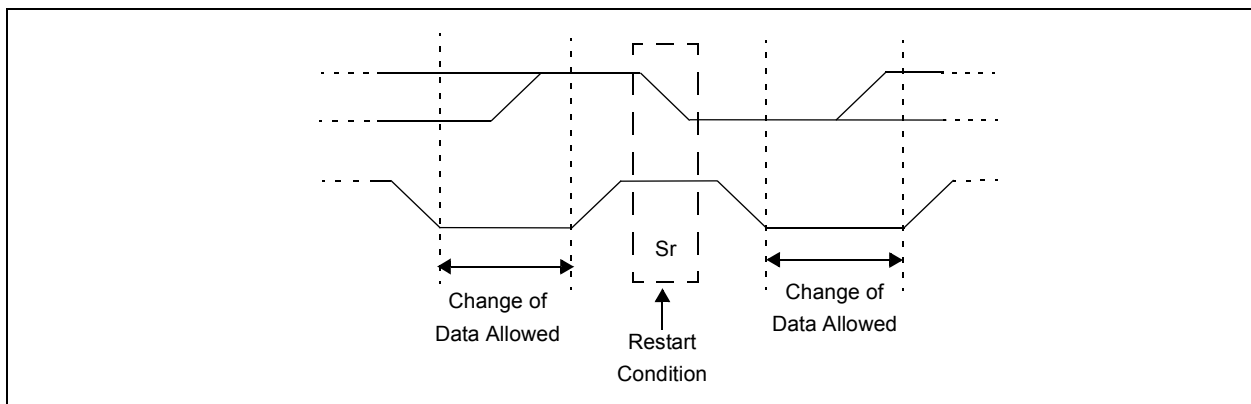 Sr
Change of
Data Allowed
Restart
Condition
Change of
Data Allowed